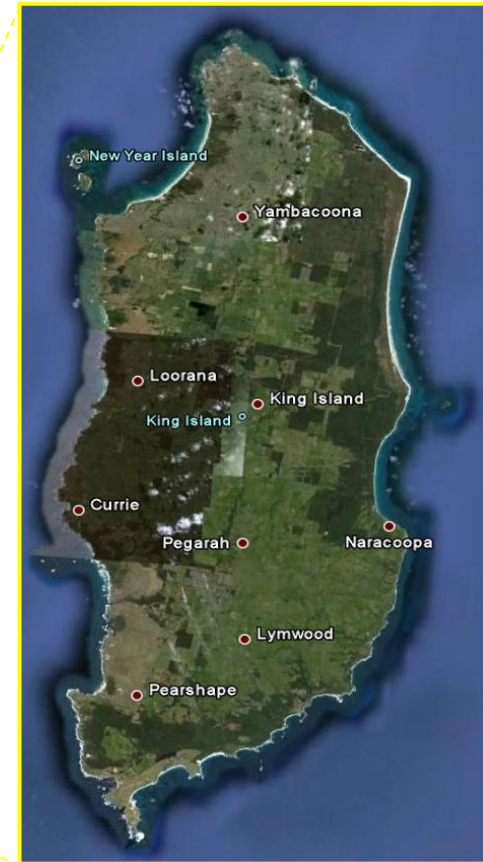 New Year Island
Yambacoona
Loorana
King Island
King Island
Currie
Pegarah
Naracoopa
Lymwood
Pearshape